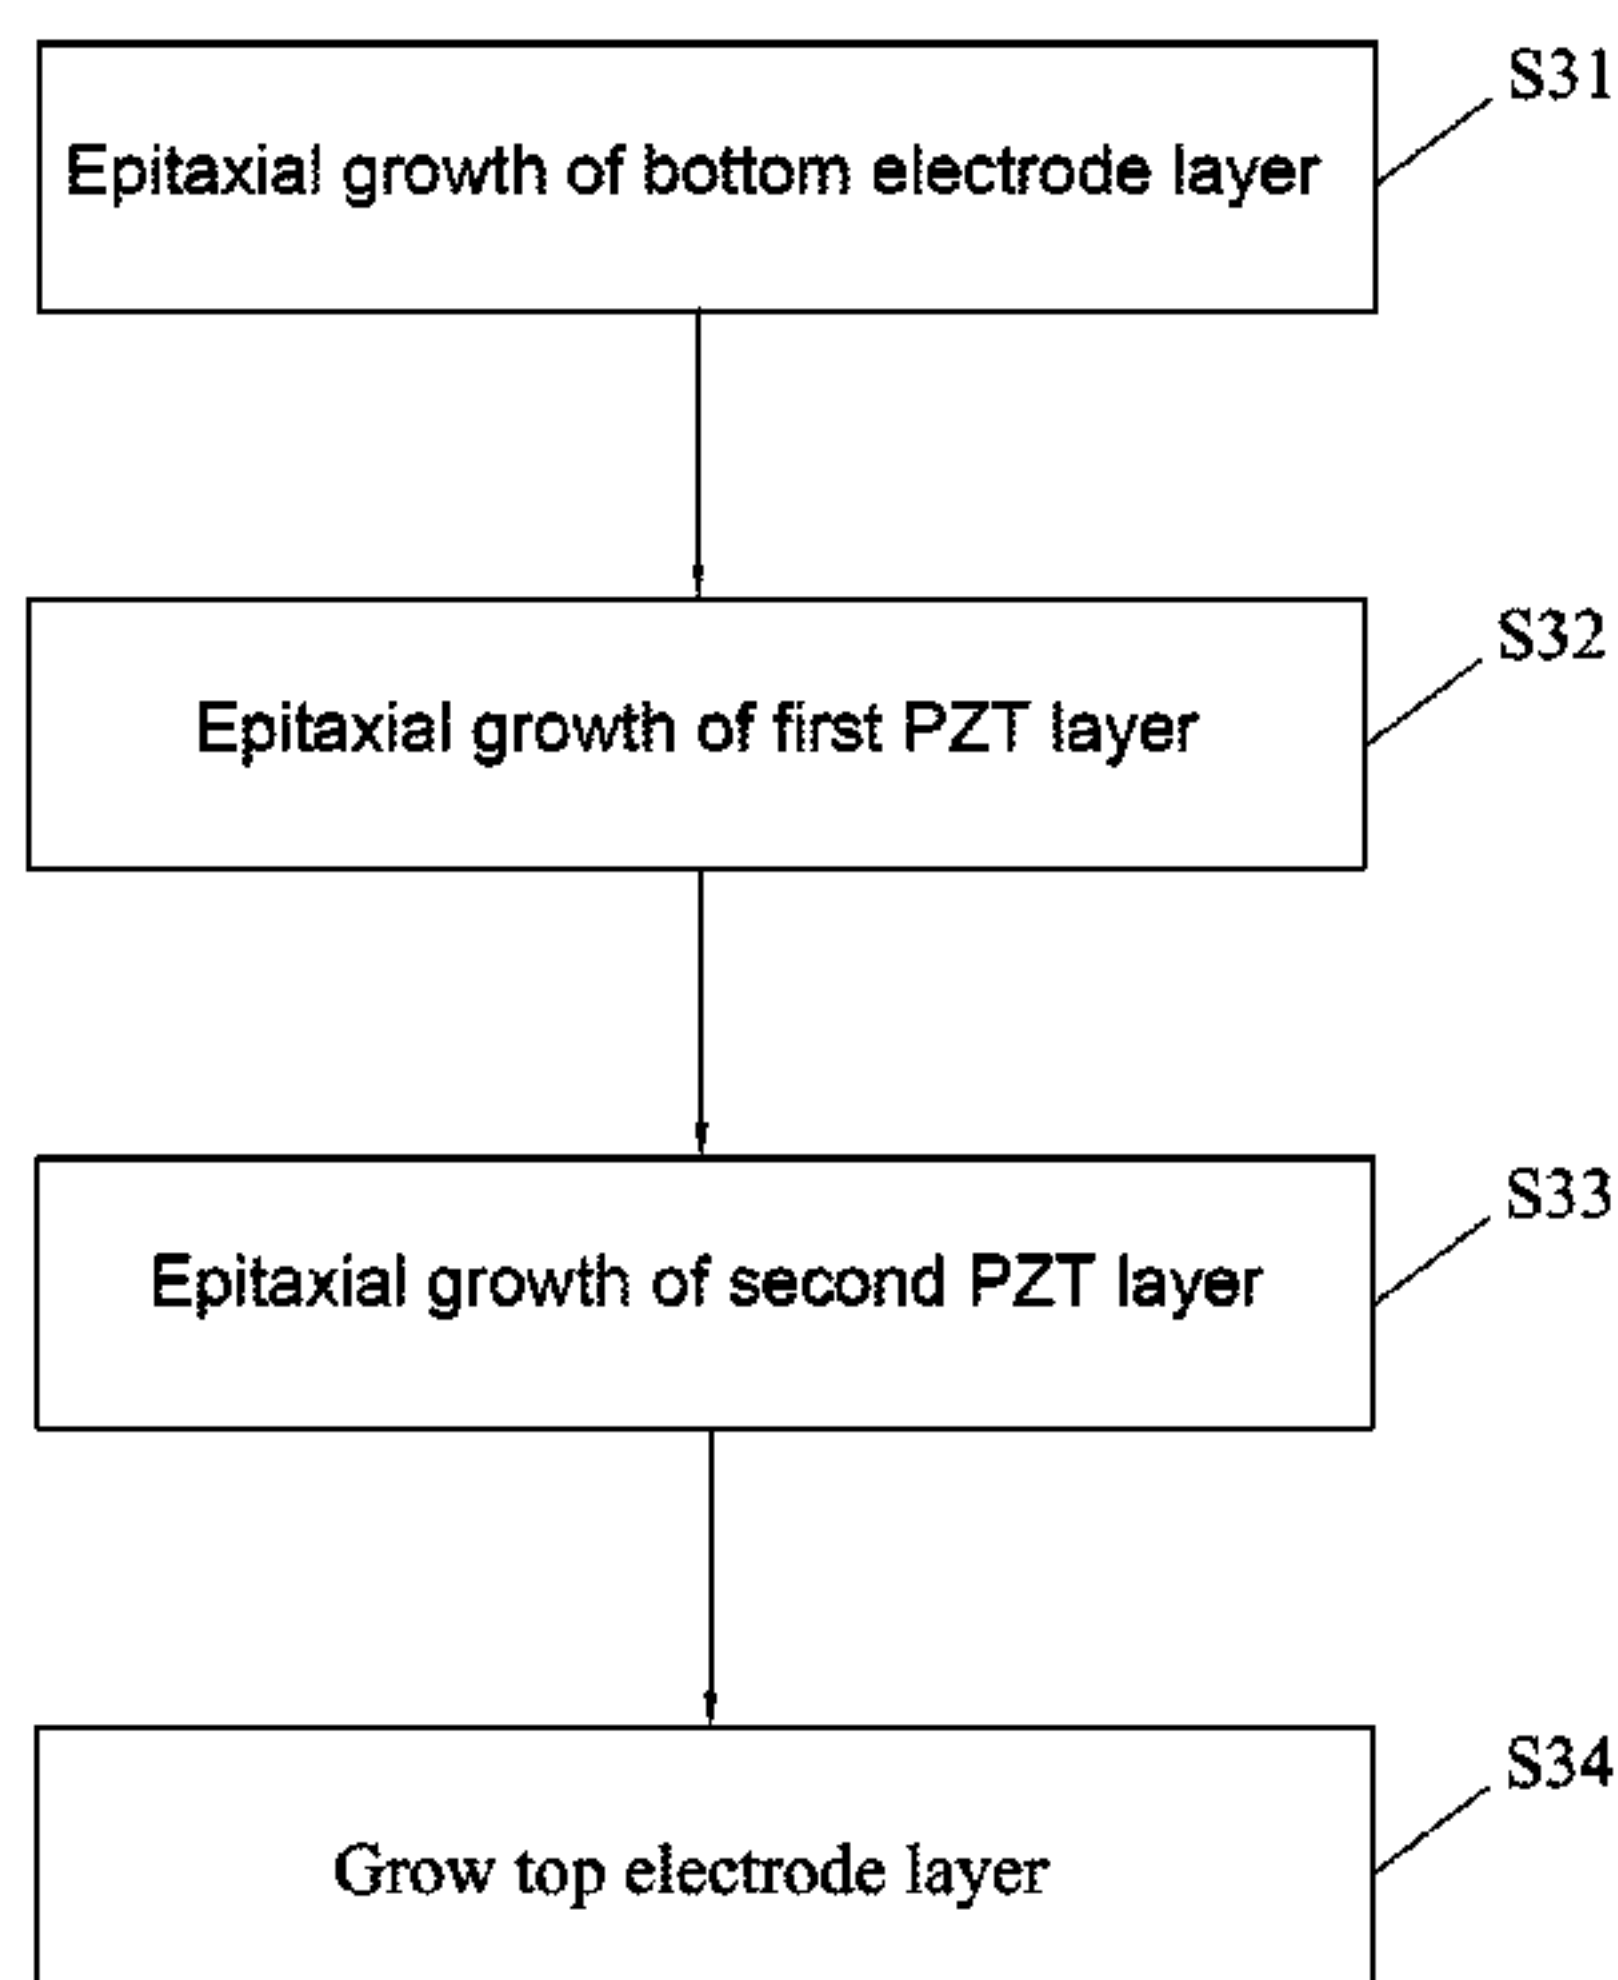 S31
Epitaxial growth of bottom electrode layer
S32
Epitaxial growth of first PZT layer
S33
Epitaxial growth of second PZT layer
S34
Grow top electrode layer